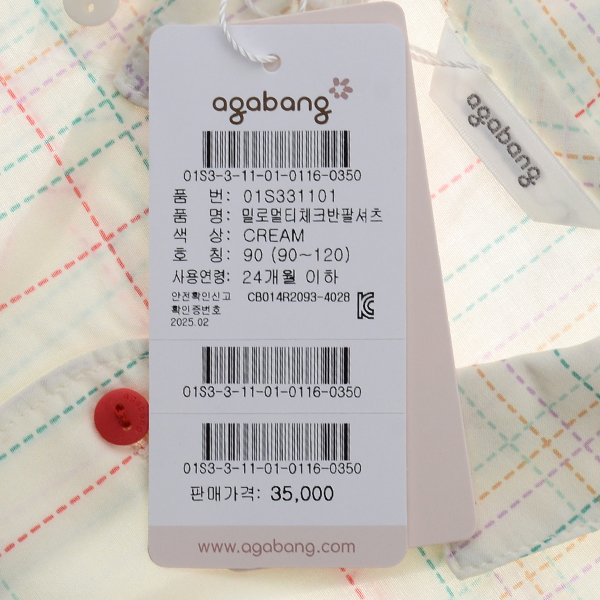 agabang
agabang
01S3-3-11-01-0116-0350
품 번: 01S331101
품 명: 밀로멀티체크반팔셔츠
색 상: CREAM
호 칭: 90 (90~120)
사용연령: 24개월 이하
안전확인신고 CB014R2093-4028
확인증번호
2025.02
01S3-3-11-01-0116-0350
01S3-3-11-01-0116-0350
판매가격: 35,000
www.agabang.com